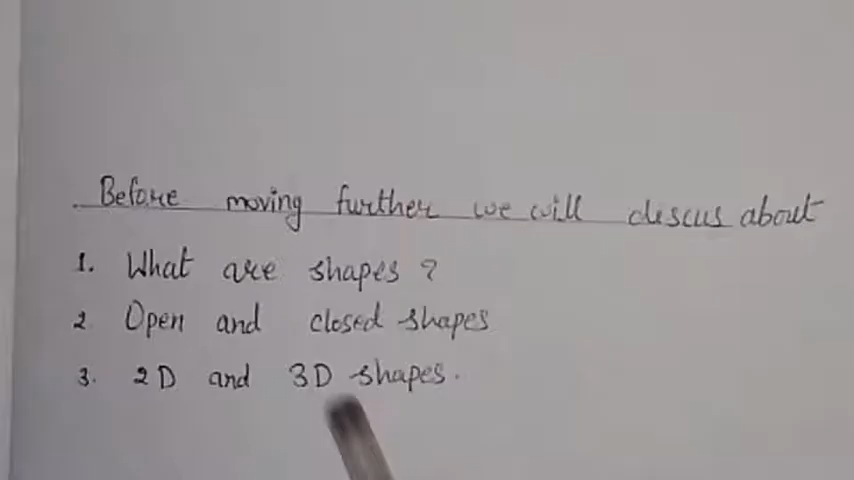 Before moving further we will discus about
1. What are shapes ?
2 Open and closed shapes
3. 2D and 3D shapes.